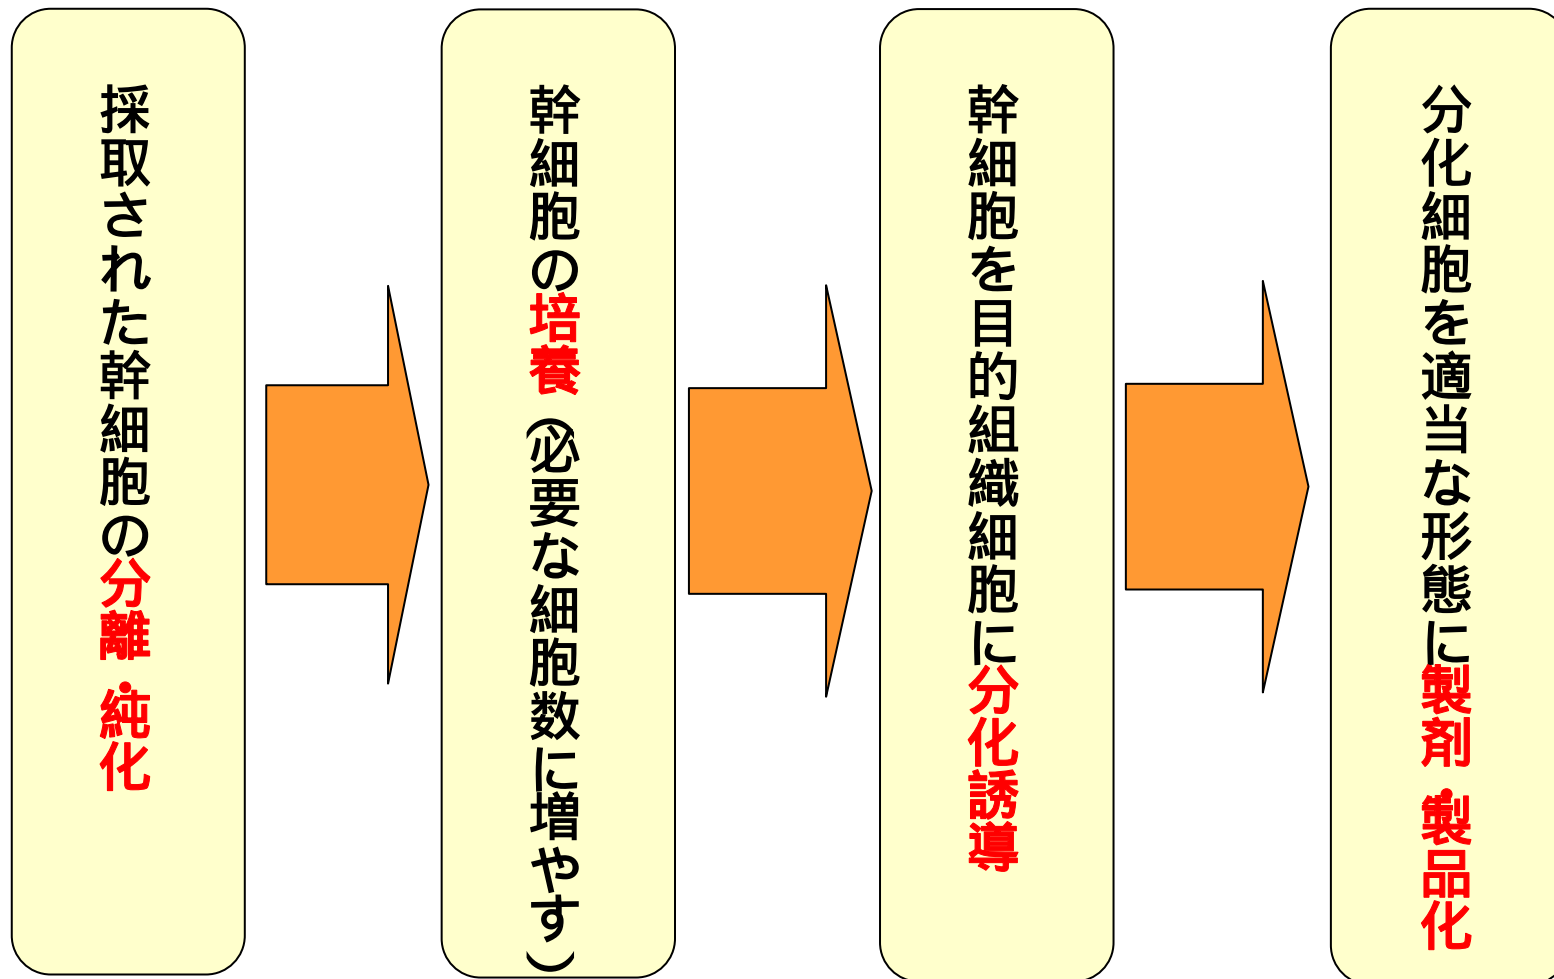 採取された幹細胞の分離・純化
幹細胞の培養（必要な細胞数に増やす）
幹細胞を目的組織細胞に分化誘導
分化細胞を適当な形態に製剤・製品化